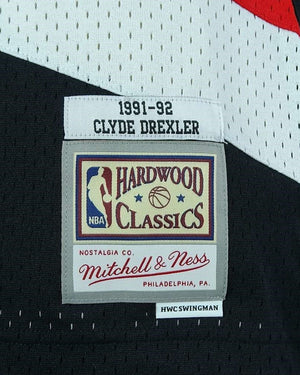 1991-92
CLYDE DREXLER
HARDWOOD
NBA
CLASSICS
NOSTALGIA CO.
Mitchell & Ness
PHILADELPHIA, PA.
HWC SWINGMAN